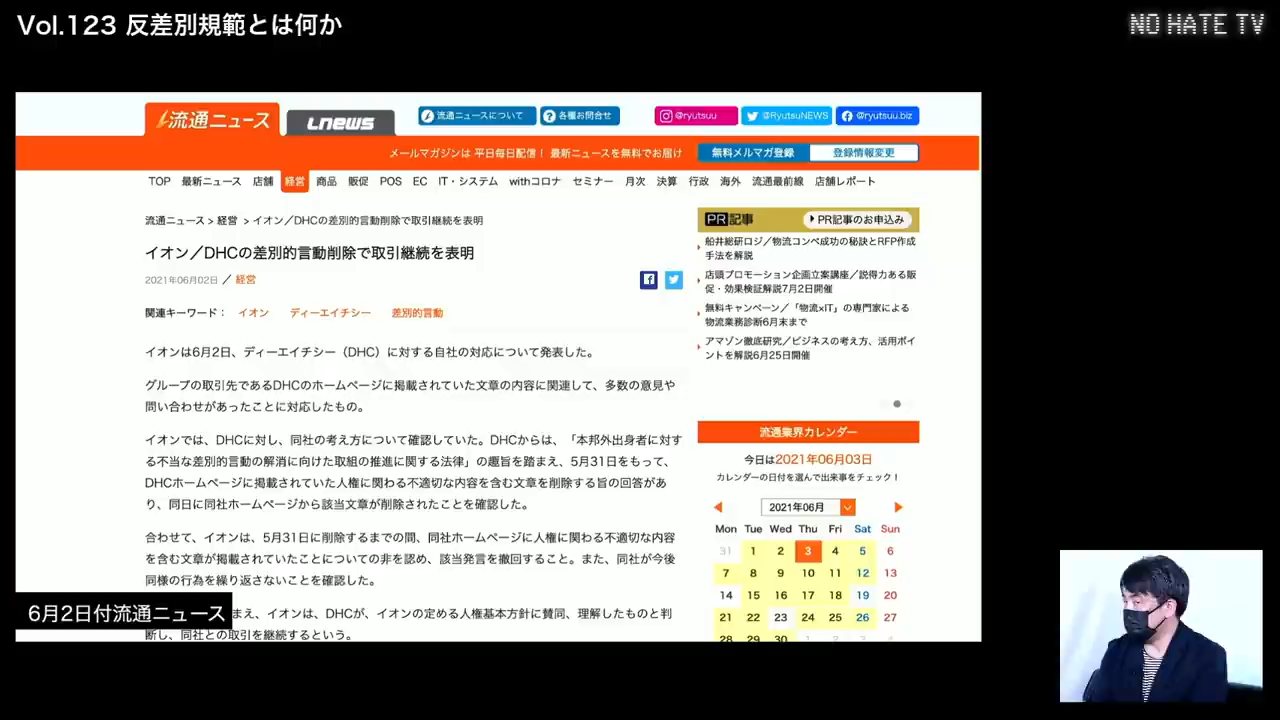 Vol.123 反差別規範とは何か
NO HATE TV
流通ニュース
LNEWS
流通ニュースについて
各種お問合せ
@ryutsuu
@RyutsuNEWS
@ryutsuu.biz
メールマガジンは 平日毎日配信！ 最新ニュースを無料でお届け
無料メルマガ登録
登録情報変更
TOP 最新ニュース 店舗 経営 商品 販促 POS EC IT・システム withコロナ セミナー 月次 決算 行政 海外 流通最前線 店舗レポート
流通ニュース > 経営 > イオン／DHCの差別的言動削除で取引継続を表明
イオン／DHCの差別的言動削除で取引継続を表明
2021年06月02日 ／ 経営
関連キーワード： イオン ディーエイチシー 差別的言動
イオンは6月2日、ディーエイチシー（DHC）に対する自社の対応について発表した。
グループの取引先であるDHCのホームページに掲載されていた文章の内容に関連して、多数の意見や
問い合わせがあったことに対応したもの。
イオンでは、DHCに対し、同社の考え方について確認していた。DHCからは、「本邦外出身者に対す
る不当な差別的言動の解消に向けた取組の推進に関する法律」の趣旨を踏まえ、5月31日をもって、
DHCホームページに掲載されていた人権に関わる不適切な内容を含む文章を削除する旨の回答があ
り、同日に同社ホームページから該当文章が削除されたことを確認した。
合わせて、イオンは、5月31日に削除するまでの間、同社ホームページに人権に関わる不適切な内容
を含む文章が掲載されていたことについての非を認め、該当発言を撤回すること。また、同社が今後
同様の行為を繰り返さないことを確認した。
まえ、イオンは、DHCが、イオンの定める人権基本方針に賛同、理解したものと判
断し、同社との取引を継続するという。
6月2日付流通ニュース
PR記事
PR記事のお申込み
船井総研ロジ／物流コンペ成功の秘訣とRFP作成
手法を解説
店頭プロモーション企画立案講座／説得力ある販
促・効果検証解説7月2日開催
無料キャンペーン／「物流×IT」の専門家による
物流業務診断6月末まで
アマゾン徹底研究／ビジネスの考え方、活用ポイ
ントを解説6月25日開催
流通業界カレンダー
今日は2021年06月03日
カレンダーの日付を選んで出来事をチェック！
2021年06月
Mon Tue Wed Thu Fri Sat Sun
31 1 2 3 4 5 6
7 8 9 10 11 12 13
14 15 16 17 18 19 20
21 22 23 24 25 26 27
28 29 30 1 2 3 4